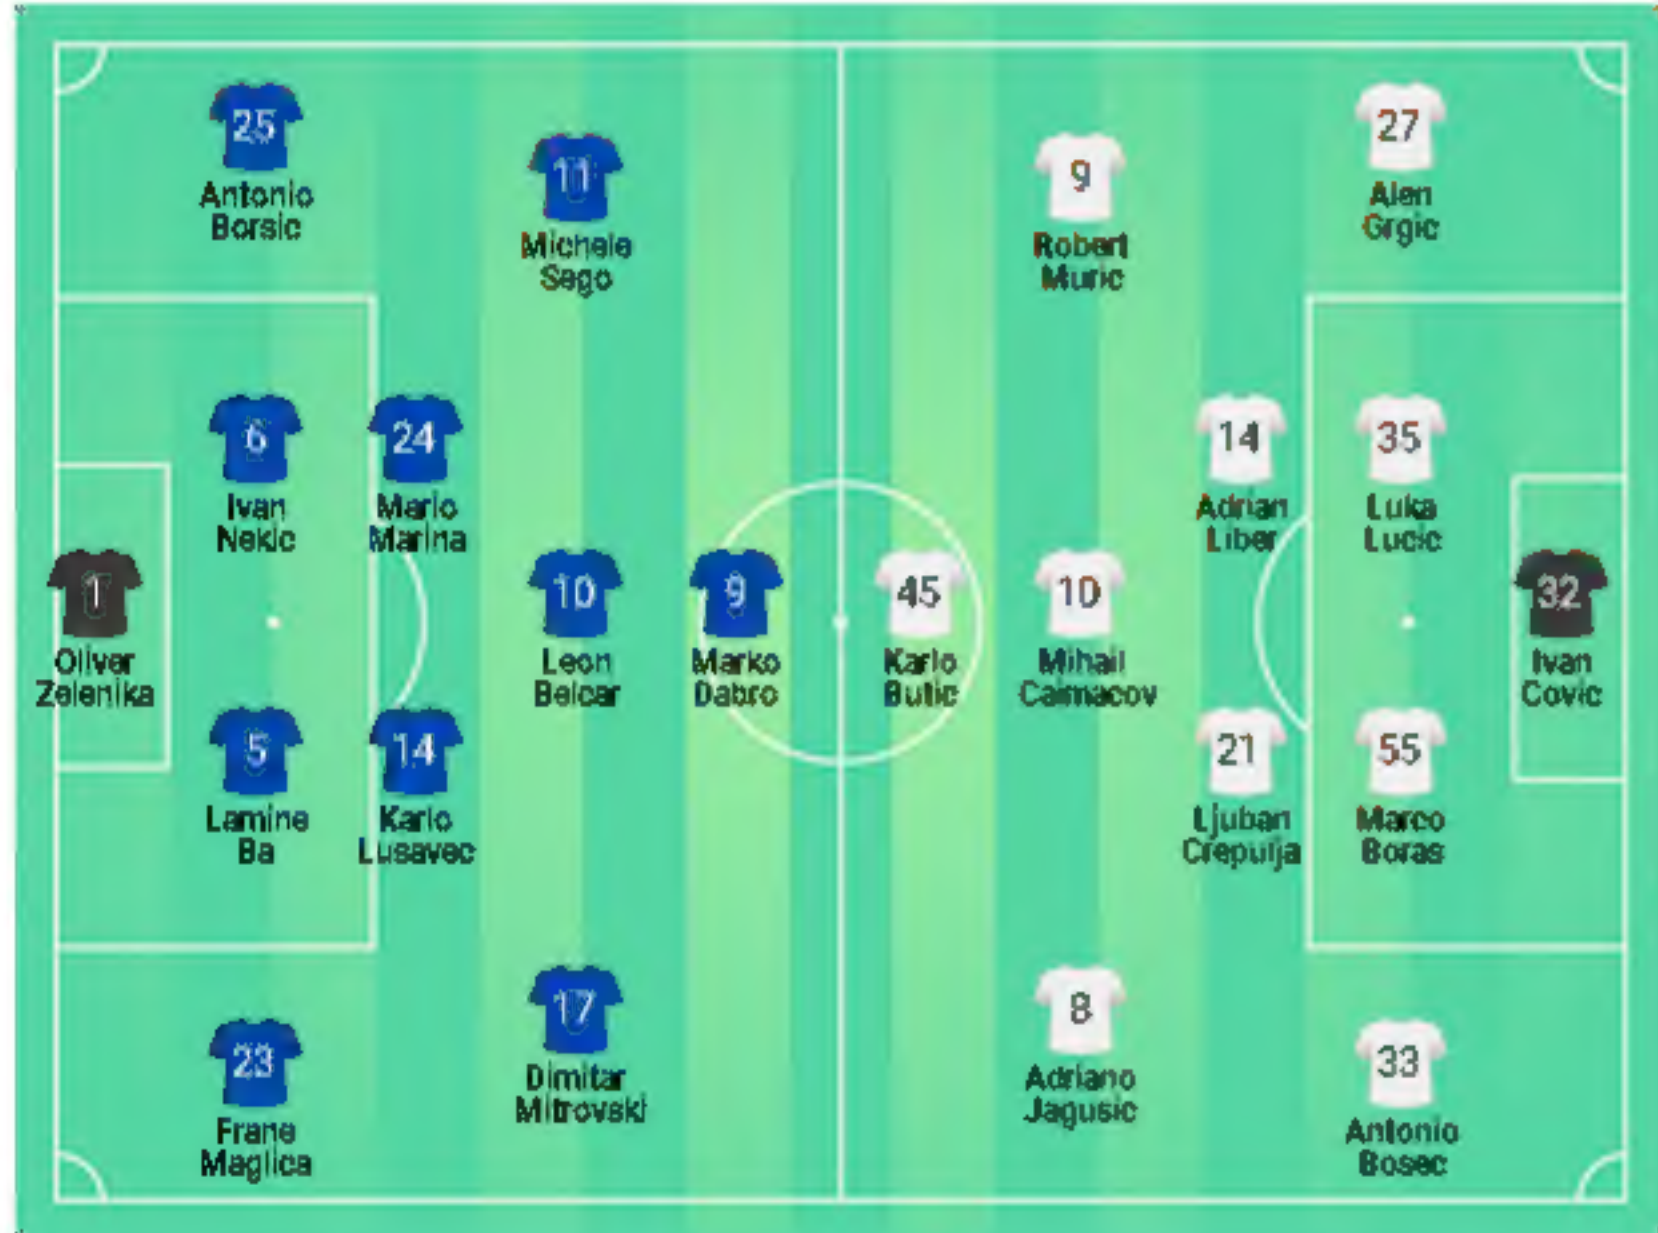 25
Antonio
Borsic
11
Michele
Sego
9
Robert
Muric
27
Alen
Grgic
6
Ivan
Nekic
24
Mario
Marina
14
Adrian
Liber
35
Luka
Lucic
1
Oliver
Zelenika
10
Leon
Belcar
9
Marko
Dabro
45
Karlo
Butic
10
Mihail
Caimacov
32
Ivan
Covic
5
Lamine
Ba
14
Karlo
Lusavec
21
Ljuban
Crepulja
55
Marco
Boras
23
Frane
Maglica
17
Dimitar
Mitrovski
8
Adriano
Jagusic
33
Antonio
Bosec